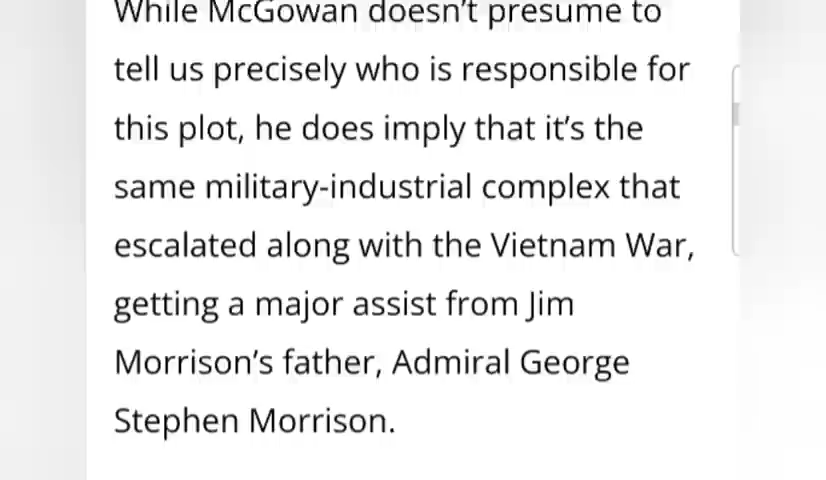 While McGowan doesn't presume to
tell us precisely who is responsible for
this plot, he does imply that it's the
same military-industrial complex that
escalated along with the Vietnam War,
getting a major assist from Jim
Morrison's father, Admiral George
Stephen Morrison.